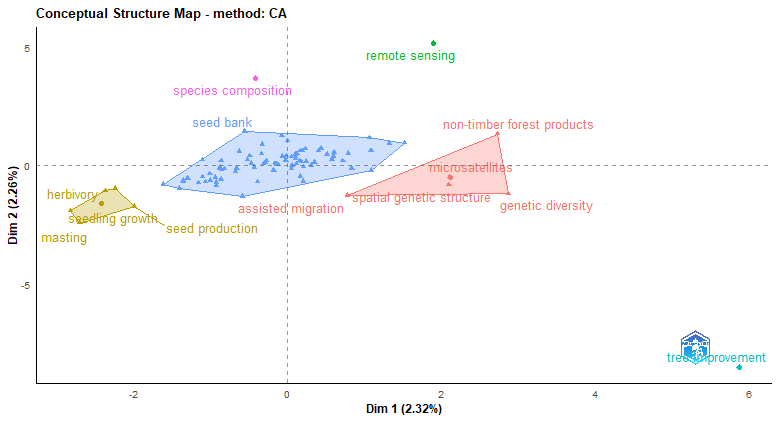 Conceptual Structure Map - method: CA
5
remote sensing
species composition
seed bank
non-timber forest products
0
microsatellites
herbivory
spatial genetic structure
assisted migration
genetic diversity
seedling growth
seed production
masting
Dim 2 (2.26%)
-5
tree improvement
-2
0
2
4
6
Dim 1 (2.32%)